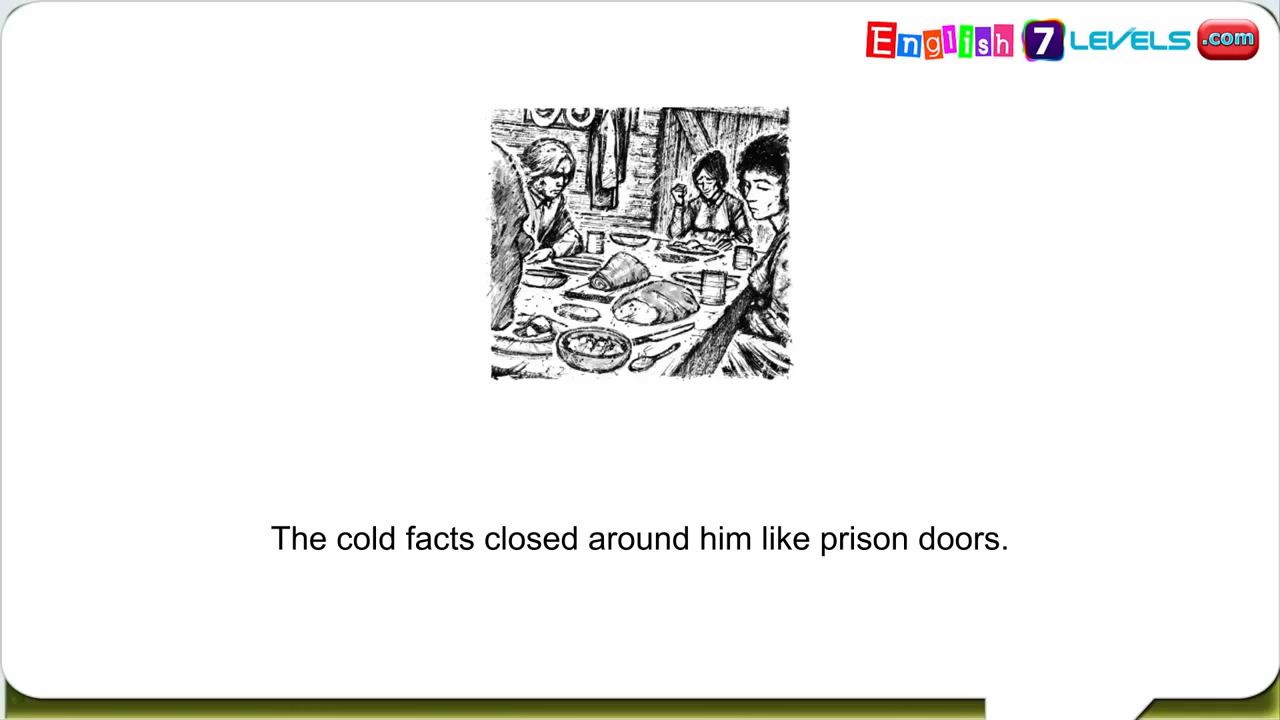 English 7 LEVELS .com
The cold facts closed around him like prison doors.